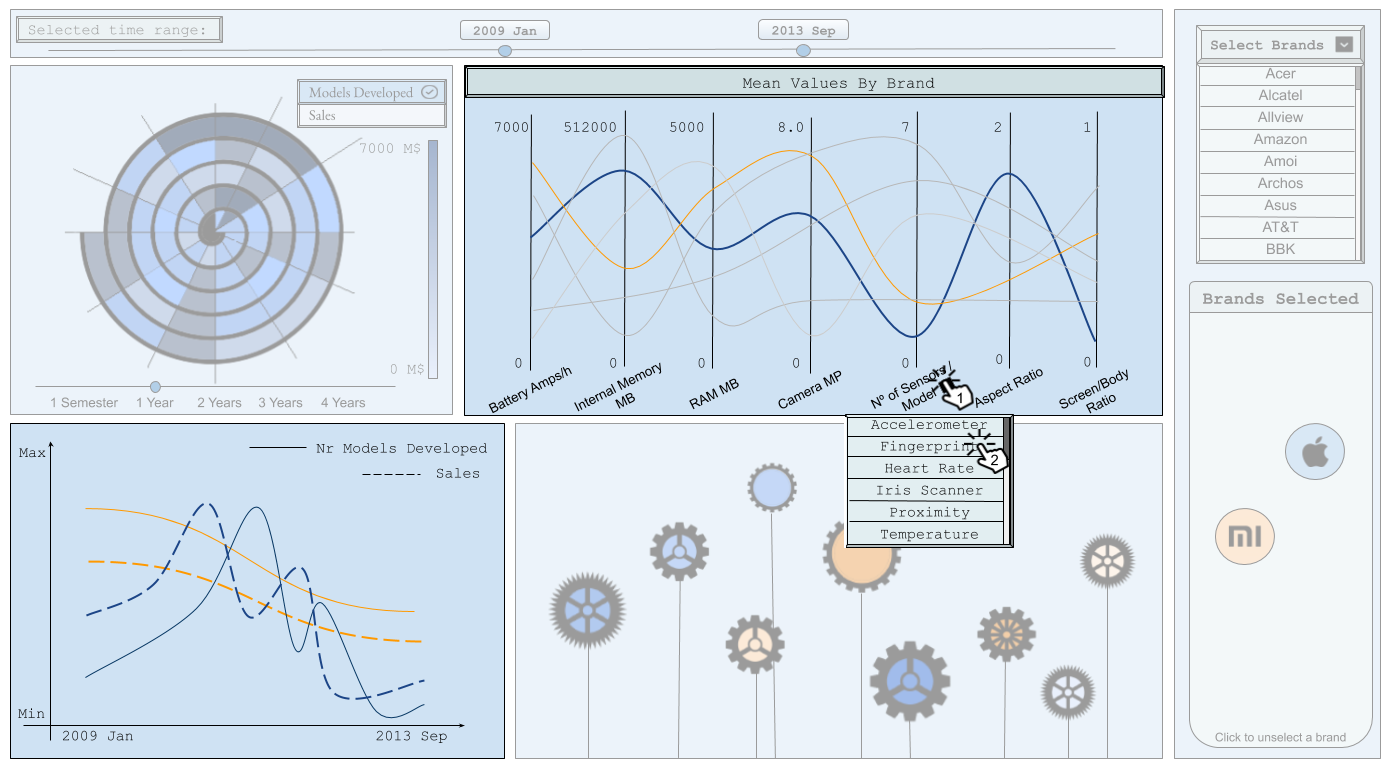 Selected time range:
2009 Jan
2013 Sep
Select Brands
Acer
Alcatel
Allview
Amazon
Amoi
Archos
Asus
AT&T
BBK
Models Developed
Sales
7000 M$
0 M$
1 Semester
1 Year
2 Years
3 Years
4 Years
Mean Values By Brand
7000
512000
5000
8.0
7
2
1
0
0
0
0
0
0
0
Battery Amps/h
Internal Memory
MB
RAM MB
Camera MP
Nº of Sensors/
Model
Aspect Ratio
Screen/Body
Ratio
1
Accelerometer
Fingerprint
2
Heart Rate
Iris Scanner
Proximity
Temperature
Brands Selected
MI
Click to unselect a brand
Max
Nr Models Developed
Sales
Min
2009 Jan
2013 Sep